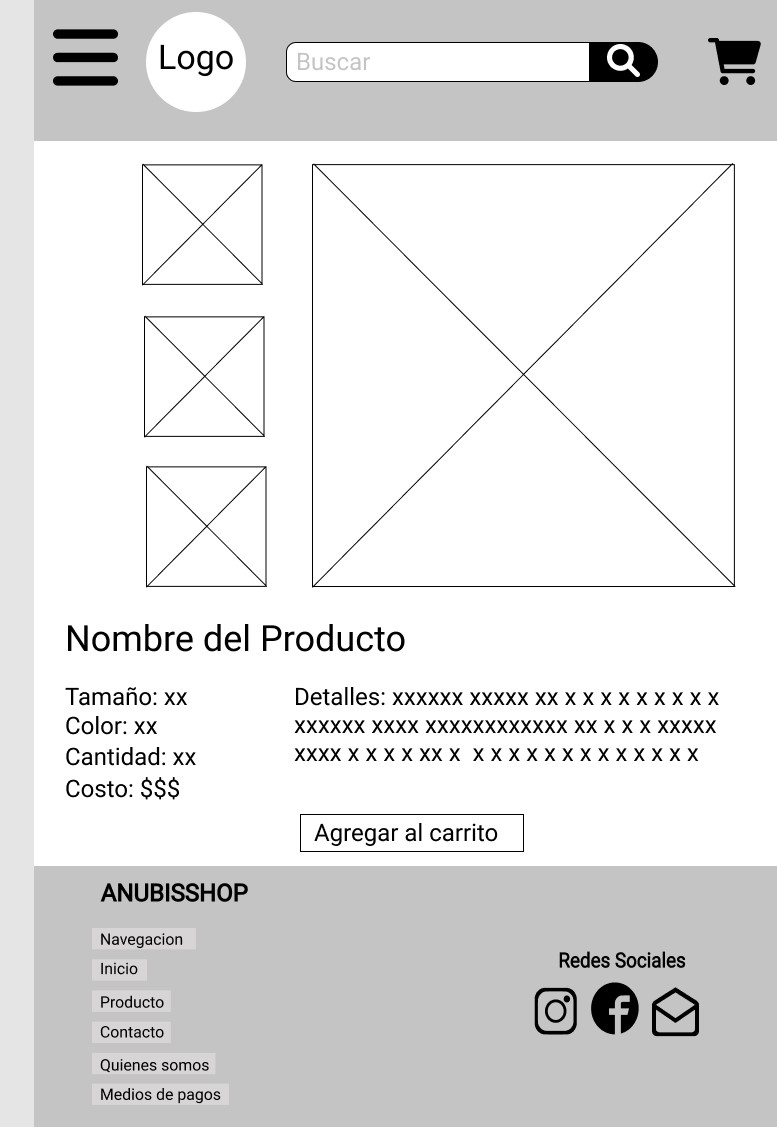 Logo
Buscar
Nombre del Producto
Tamaño: xx
Color: xx
Cantidad: xx
Costo: $$$
Detalles: xxxxxx xxxxx xx x x x x x x x x x
xxxxxx xxxx xxxxxxxxxxxx xx x x x xxxxx
xxxx x x x x xx x  x x x x x x x x x x x x x
Agregar al carrito
ANUBISSHOP
Navegacion
Inicio
Producto
Contacto
Quienes somos
Medios de pagos
Redes Sociales